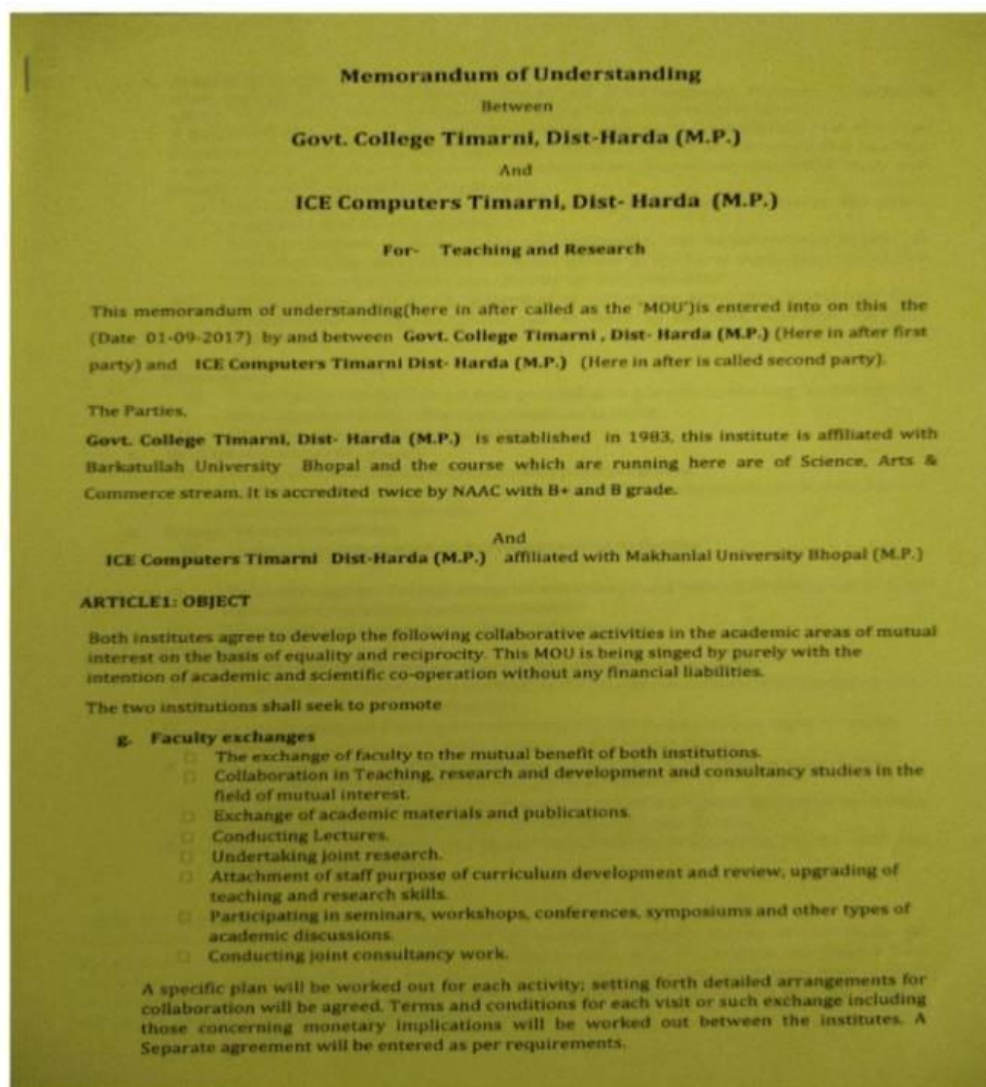 Memorandum of Understanding
Between
Govt. College Timarni, Dist-Harda (M.P.)
And
ICE Computers Timarni, Dist- Harda (M.P.)
For- Teaching and Research
This memorandum of understanding(here in after called as the 'MOU')is entered into on this the
(Date 01-09-2017) by and between Govt. College Timarni , Dist- Harda (M.P.) (Here in after first
party) and ICE Computers Timarni Dist- Harda (M.P.) (Here in after is called second party).
The Parties,
Govt. College Timarni, Dist- Harda (M.P.) is established in 1983, this institute is affiliated with
Barkatullah University Bhopal and the course which are running here are of Science, Arts &
Commerce stream. It is accredited twice by NAAC with B+ and B grade.
And
ICE Computers Timarni Dist-Harda (M.P.) affiliated with Makhanlal University Bhopal (M.P.)
ARTICLE1: OBJECT
Both institutes agree to develop the following collaborative activities in the academic areas of mutual
interest on the basis of equality and reciprocity. This MOU is being singed by purely with the
intention of academic and scientific co-operation without any financial liabilities.
The two institutions shall seek to promote
g. Faculty exchanges
□ The exchange of faculty to the mutual benefit of both institutions.
□ Collaboration in Teaching, research and development and consultancy studies in the
field of mutual interest.
□ Exchange of academic materials and publications.
□ Conducting Lectures.
□ Undertaking joint research.
□ Attachment of staff purpose of curriculum development and review, upgrading of
teaching and research skills.
□ Participating in seminars, workshops, conferences, symposiums and other types of
academic discussions.
□ Conducting joint consultancy work.
A specific plan will be worked out for each activity; setting forth detailed arrangements for
collaboration will be agreed. Terms and conditions for each visit or such exchange including
those concerning monetary implications will be worked out between the institutes. A
Separate agreement will be entered as per requirements.